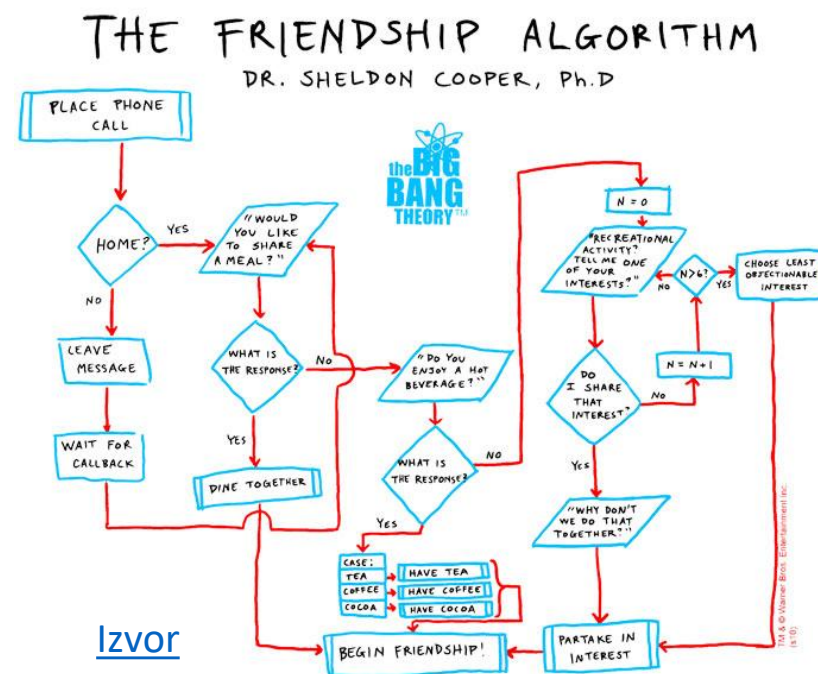 THE FRIENDSHIP ALGORITHM
DR. SHELDON COOPER, Ph.D
PLACE PHONE
CALL
the BIG
BANG
THEORY™
HOME?
YES
NO
LEAVE
MESSAGE
WAIT FOR
CALLBACK
"WOULD
YOU LIKE
TO SHARE
A MEAL?"
WHAT IS
THE RESPONSE?
NO
YES
DINE TOGETHER
"DO YOU
ENJOY A HOT
BEVERAGE?"
WHAT IS
THE RESPONSE?
NO
YES
CASE:
TEA
HAVE TEA
COFFEE
HAVE COFFEE
COCOA
HAVE COCOA
N = 0
"RECREATIONAL
ACTIVITY?
TELL ME ONE
OF YOUR
INTERESTS?"
N>6?
NO
YES
CHOOSE LEAST
OBJECTIONABLE
INTEREST
N = N+1
DO
I SHARE
THAT
INTEREST?
NO
YES
"WHY DON'T
WE DO THAT
TOGETHER?"
PARTAKE IN
INTEREST
BEGIN FRIENDSHIP!
Izvor
TM & © Warner Bros. Entertainment Inc.
(s10)